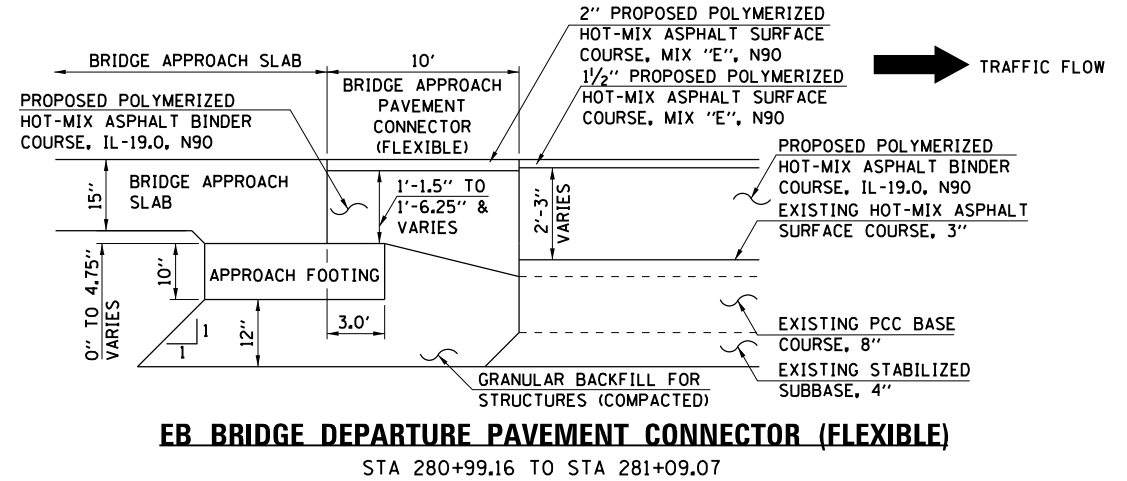 2" PROPOSED POLYMERIZED
HOT-MIX ASPHALT SURFACE
COURSE, MIX "E", N90
1½" PROPOSED POLYMERIZED
HOT-MIX ASPHALT SURFACE
COURSE, MIX "E", N90
TRAFFIC FLOW
BRIDGE APPROACH SLAB
10'
BRIDGE APPROACH
PAVEMENT
CONNECTOR
(FLEXIBLE)
PROPOSED POLYMERIZED
HOT-MIX ASPHALT BINDER
COURSE, IL-19.0, N90
PROPOSED POLYMERIZED
HOT-MIX ASPHALT BINDER
COURSE, IL-19.0, N90
15"
BRIDGE APPROACH
SLAB
1'-1.5" TO
1'-6.25" &
VARIES
2'-3"
VARIES
EXISTING HOT-MIX ASPHALT
SURFACE COURSE, 3"
0" TO 4.75"
VARIES
10"
APPROACH FOOTING
1
1
12"
3.0'
EXISTING PCC BASE
COURSE, 8"
EXISTING STABILIZED
SUBBASE, 4"
GRANULAR BACKFILL FOR
STRUCTURES (COMPACTED)
EB BRIDGE DEPARTURE PAVEMENT CONNECTOR (FLEXIBLE)
STA 280+99.16 TO STA 281+09.07